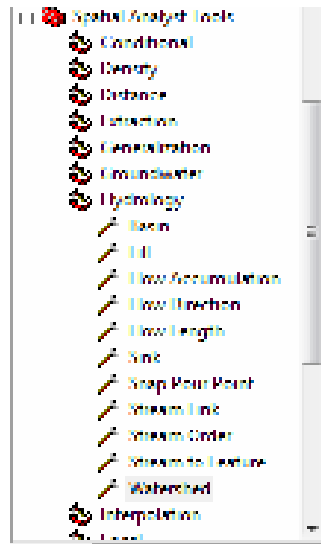 Spatial Analyst Tools
Conditional
Density
Distance
Extraction
Generalization
Groundwater
Hydrology
Basin
Fill
Flow Accumulation
Flow Direction
Flow Length
Sink
Snap Pour Point
Stream Link
Stream Order
Stream to Feature
Watershed
Interpolation
Local